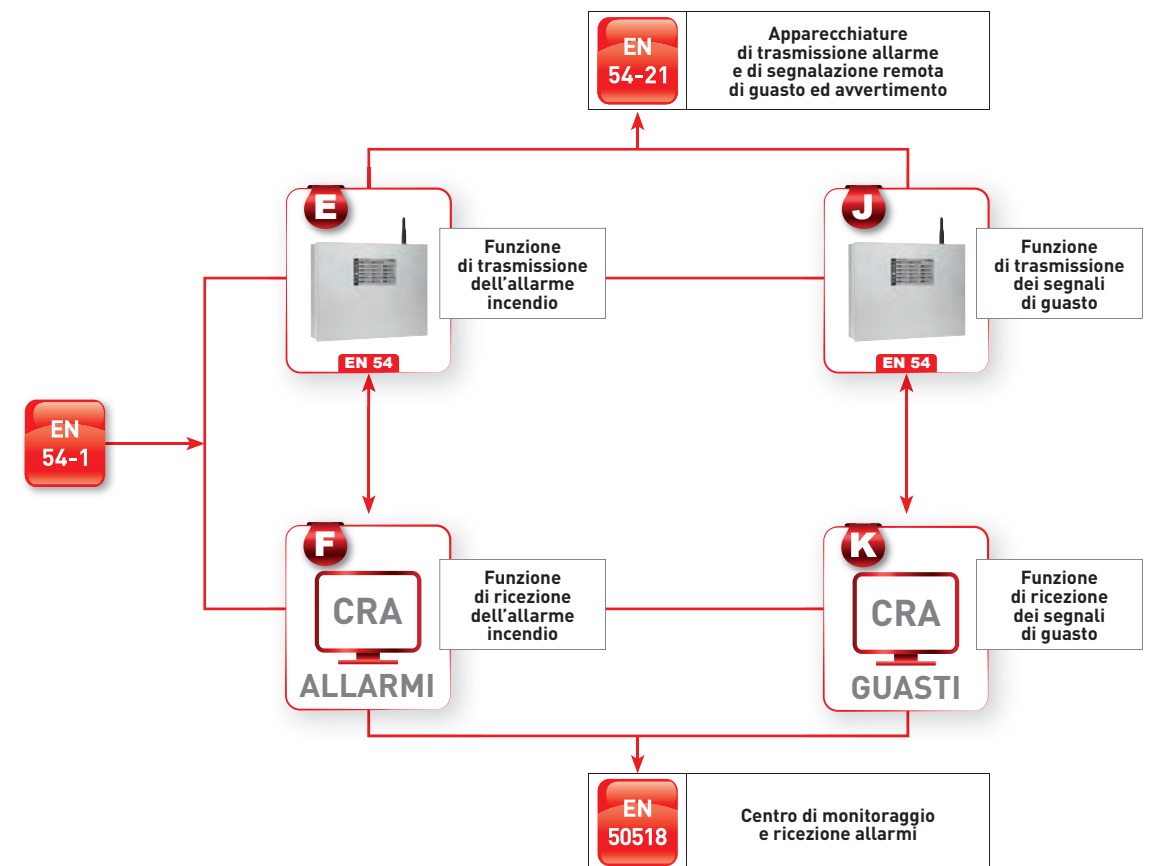 EN
54-21
Apparecchiature
di trasmissione allarme
e di segnalazione remota
di guasto ed avvertimento
E
Funzione
di trasmissione
dell'allarme
incendio
EN 54
J
Funzione
di trasmissione
dei segnali
di guasto
EN 54
EN
54-1
F
CRA
ALLARMI
Funzione
di ricezione
dell'allarme
incendio
K
CRA
GUASTI
Funzione
di ricezione
dei segnali
di guasto
EN
50518
Centro di monitoraggio
e ricezione allarmi